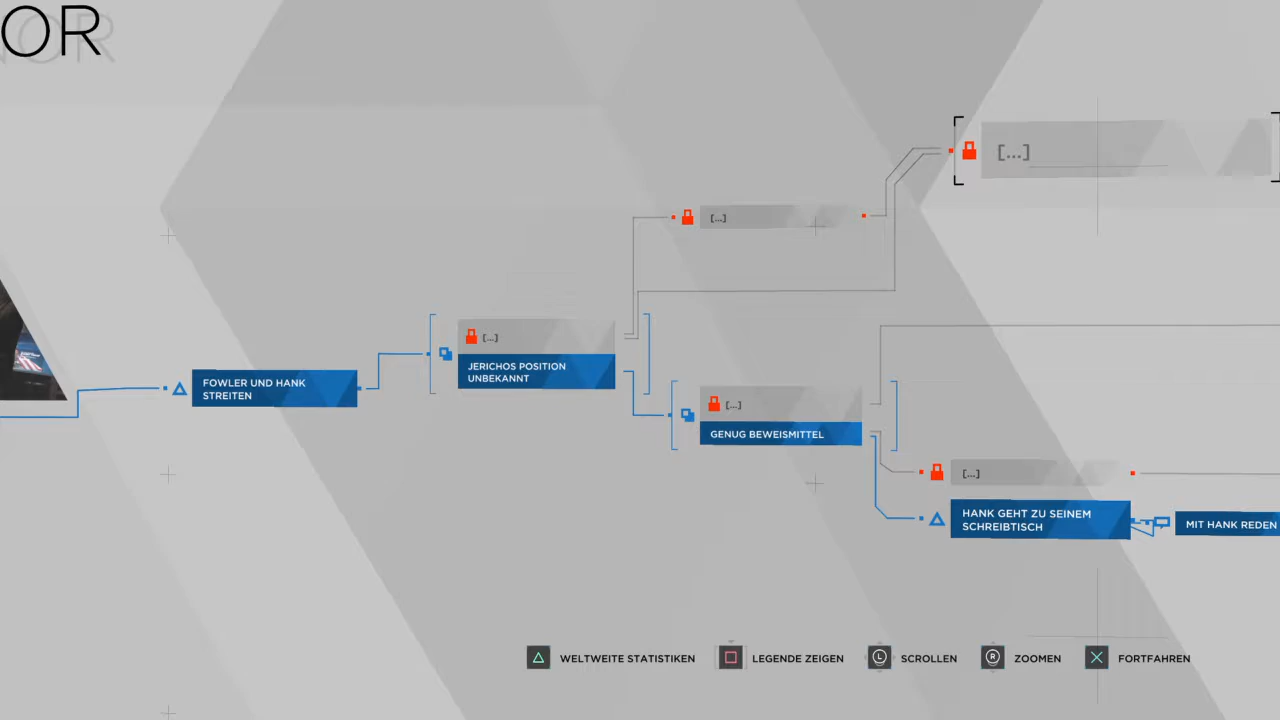 OR
[...]
[...]
[...]
JERICHOS POSITION
UNBEKANNT
FOWLER UND HANK
STREITEN
[...]
GENUG BEWEISMITTEL
[...]
HANK GEHT ZU SEINEM
SCHREIBTISCH
MIT HANK REDEN
WELTWEITE STATISTIKEN
LEGENDE ZEIGEN
L
SCROLLEN
R
ZOOMEN
FORTFAHREN